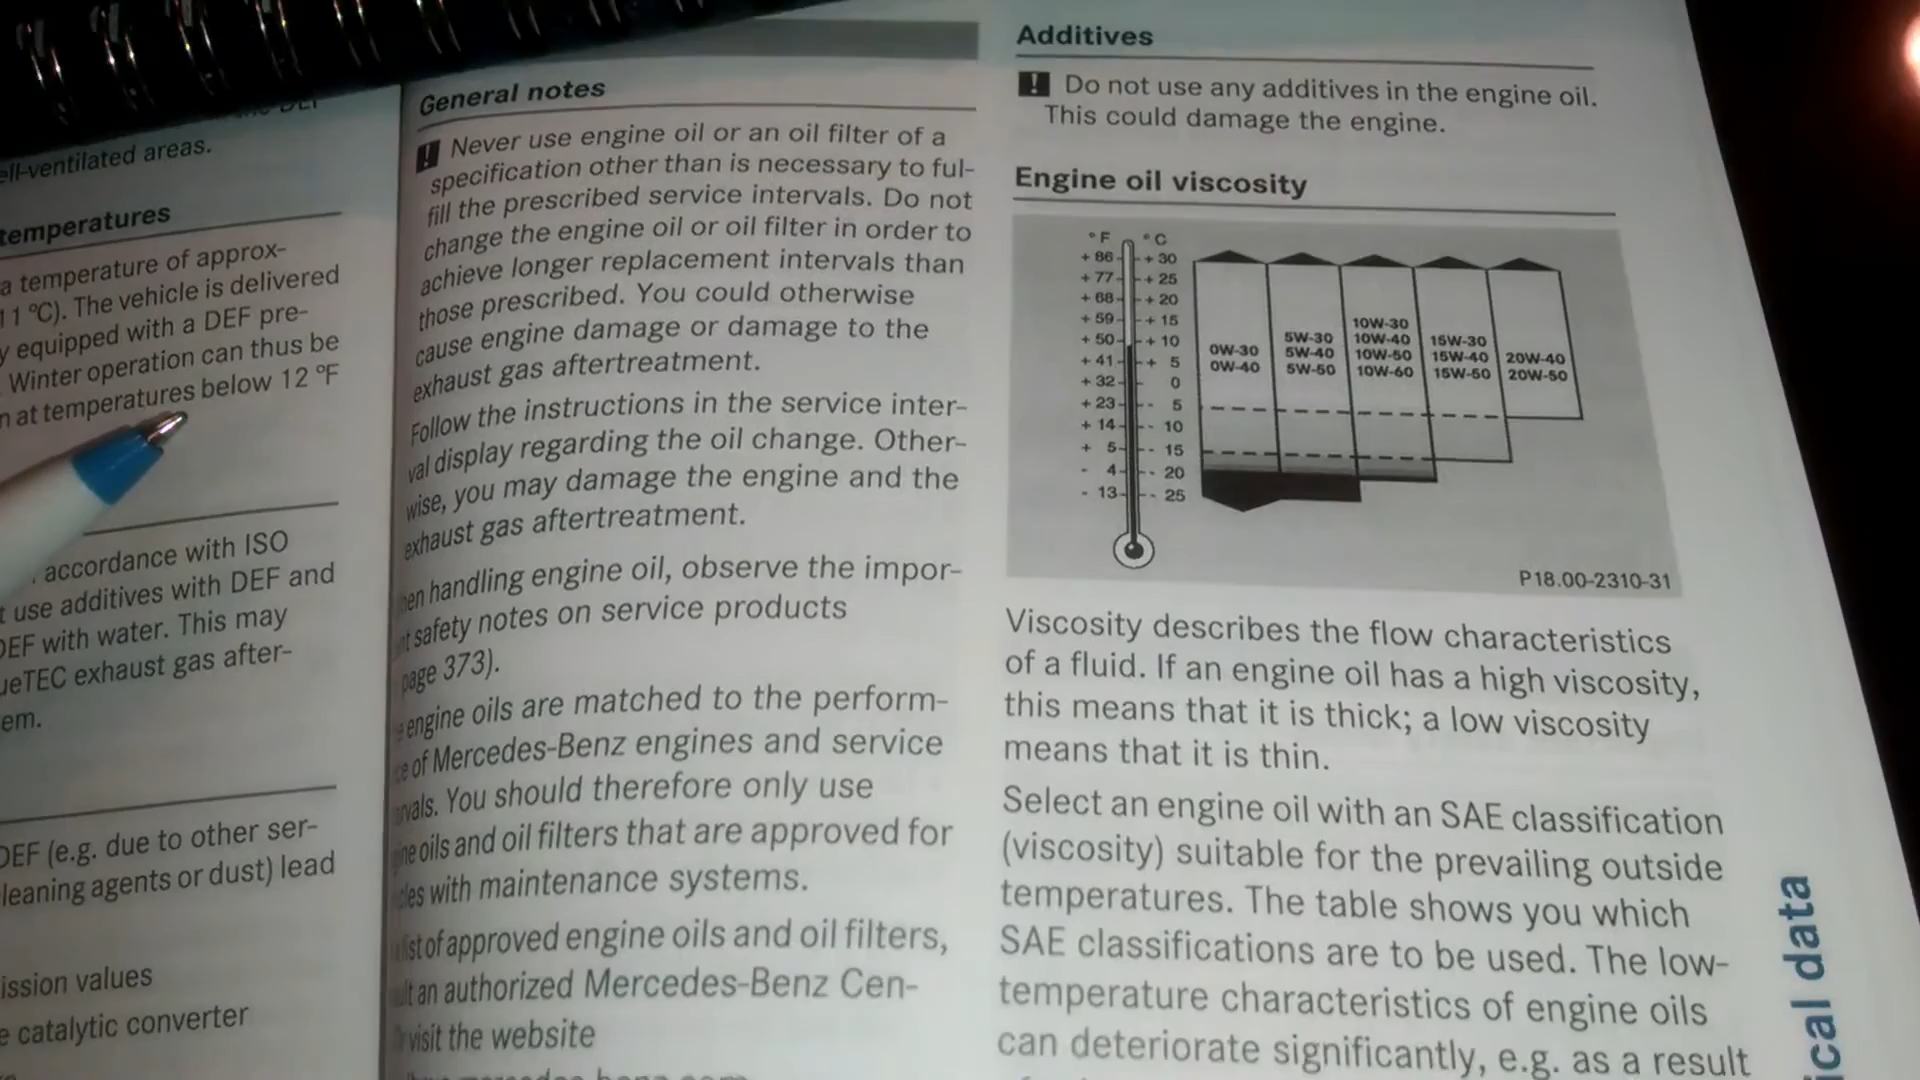 ell-ventilated areas.
temperatures
a temperature of approx-
11 °C). The vehicle is delivered
y equipped with a DEF pre-
. Winter operation can thus be
n at temperatures below 12 °F
accordance with ISO
t use additives with DEF and
DEF with water. This may
ueTEC exhaust gas after-
em.
DEF (e.g. due to other ser-
leaning agents or dust) lead
ission values
e catalytic converter
General notes
! Never use engine oil or an oil filter of a
specification other than is necessary to ful-
fill the prescribed service intervals. Do not
change the engine oil or oil filter in order to
achieve longer replacement intervals than
those prescribed. You could otherwise
cause engine damage or damage to the
exhaust gas aftertreatment.
Follow the instructions in the service inter-
val display regarding the oil change. Other-
wise, you may damage the engine and the
exhaust gas aftertreatment.
en handling engine oil, observe the impor-
nt safety notes on service products
page 373).
e engine oils are matched to the perform-
ce of Mercedes-Benz engines and service
rvals. You should therefore only use
ine oils and oil filters that are approved for
cles with maintenance systems.
list of approved engine oils and oil filters,
ult an authorized Mercedes-Benz Cen-
visit the website
Additives
! Do not use any additives in the engine oil.
This could damage the engine.
Engine oil viscosity
°F °C
+ 86 + 30
+ 77 + 25
+ 68 + 20
+ 59 + 15
+ 50 + 10
+ 41 + 5
+ 32 0
+ 23 - 5
+ 14 - 10
+ 5 - 15
- 4 - 20
- 13 - 25
0W-30
0W-40
5W-30
5W-40
5W-50
10W-30
10W-40
10W-50
10W-60
15W-30
15W-40
15W-50
20W-40
20W-50
P18.00-2310-31
Viscosity describes the flow characteristics
of a fluid. If an engine oil has a high viscosity,
this means that it is thick; a low viscosity
means that it is thin.
Select an engine oil with an SAE classification
(viscosity) suitable for the prevailing outside
temperatures. The table shows you which
SAE classifications are to be used. The low-
temperature characteristics of engine oils
can deteriorate significantly, e.g. as a result
ical data